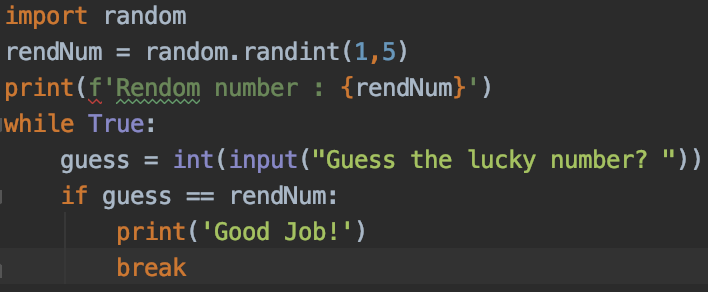 import random
rendNum = random.randint(1,5)
print(f'Rendom number : {rendNum}')
while True:
    guess = int(input("Guess the lucky number? "))
    if guess == rendNum:
        print('Good Job!')
        break